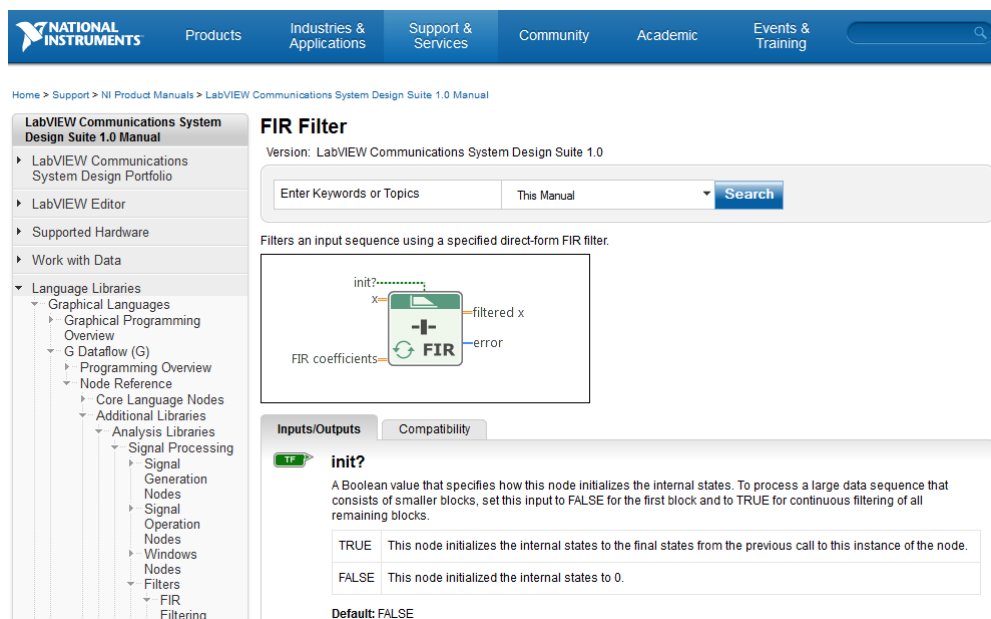 NATIONAL
INSTRUMENTS
Products
Industries &
Applications
Support &
Services
Community
Academic
Events &
Training
Home > Support > NI Product Manuals > LabVIEW Communications System Design Suite 1.0 Manual
LabVIEW Communications System
Design Suite 1.0 Manual
LabVIEW Communications
System Design Portfolio
LabVIEW Editor
Supported Hardware
Work with Data
Language Libraries
Graphical Languages
Graphical Programming
Overview
G Dataflow (G)
Programming Overview
Node Reference
Core Language Nodes
Additional Libraries
Analysis Libraries
Signal Processing
Signal
Generation
Nodes
Signal
Operation
Nodes
Windows
Nodes
Filters
FIR
Filtering
FIR Filter
Version: LabVIEW Communications System Design Suite 1.0
Enter Keywords or Topics
This Manual
Search
Filters an input sequence using a specified direct-form FIR filter.
init?
x
filtered x
error
FIR coefficients
FIR
Inputs/Outputs
Compatibility
TF
init?
A Boolean value that specifies how this node initializes the internal states. To process a large data sequence that
consists of smaller blocks, set this input to FALSE for the first block and to TRUE for continuous filtering of all
remaining blocks.
TRUE This node initializes the internal states to the final states from the previous call to this instance of the node.
FALSE This node initialized the internal states to 0.
Default: FALSE